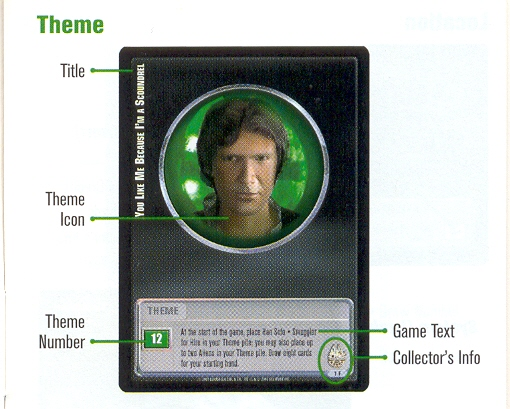 Theme
Title
YOU LIKE ME BECAUSE I'M A SCOUNDREL
Theme
Icon
THEME
Theme
Number
12
At the start of the game, place Han Solo • Smuggler
for Hire in your Theme pile; you may also place up
to two Aliens in your Theme pile. Draw eight cards
for your starting hand.
Game Text
Collector's Info